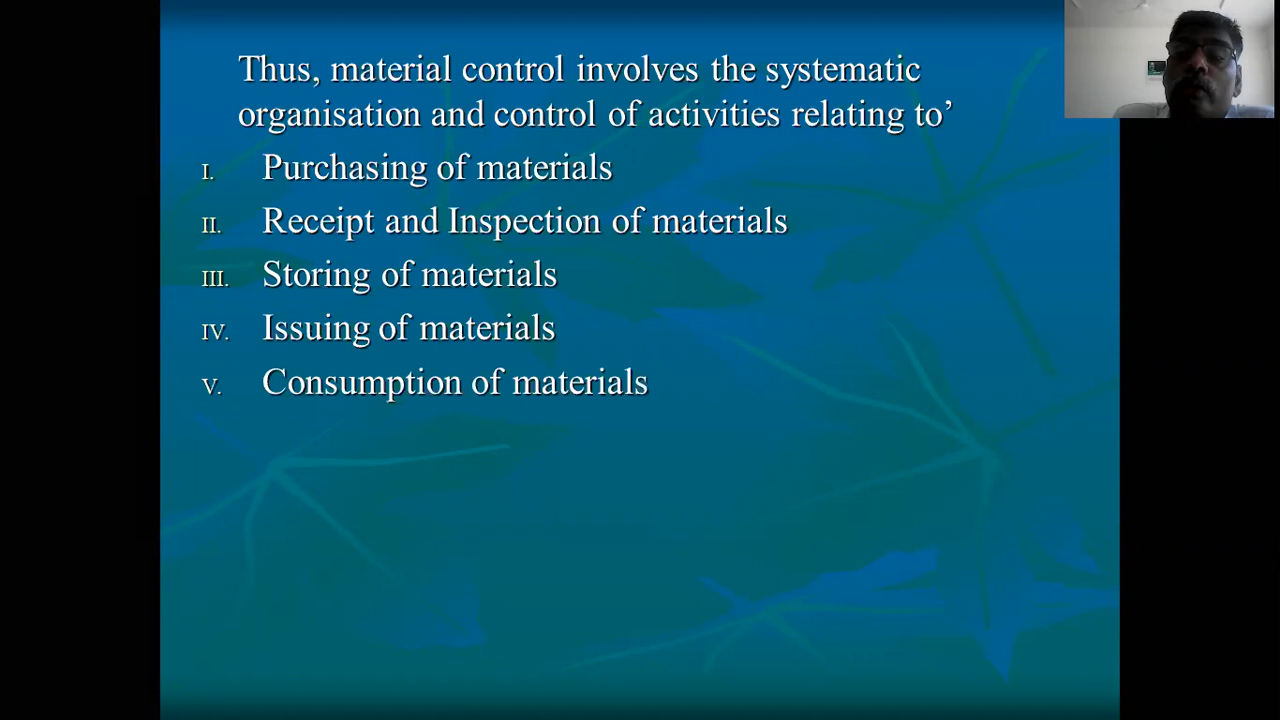 Thus, material control involves the systematic
organisation and control of activities relating to’
I. Purchasing of materials
II. Receipt and Inspection of materials
III. Storing of materials
IV. Issuing of materials
V. Consumption of materials